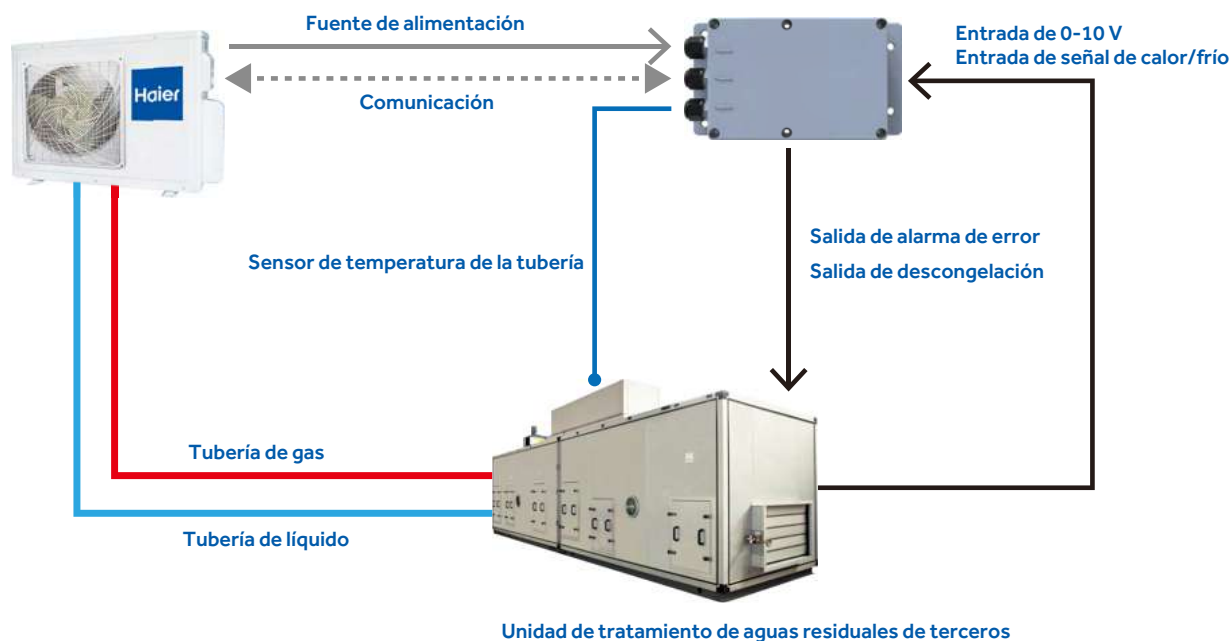 Fuente de alimentación
Entrada de 0-10 V
Entrada de señal de calor/frío
Haier
Comunicación
Salida de alarma de error
Sensor de temperatura de la tubería
Salida de descongelación
Tubería de gas
Tubería de líquido
Unidad de tratamiento de aguas residuales de terceros